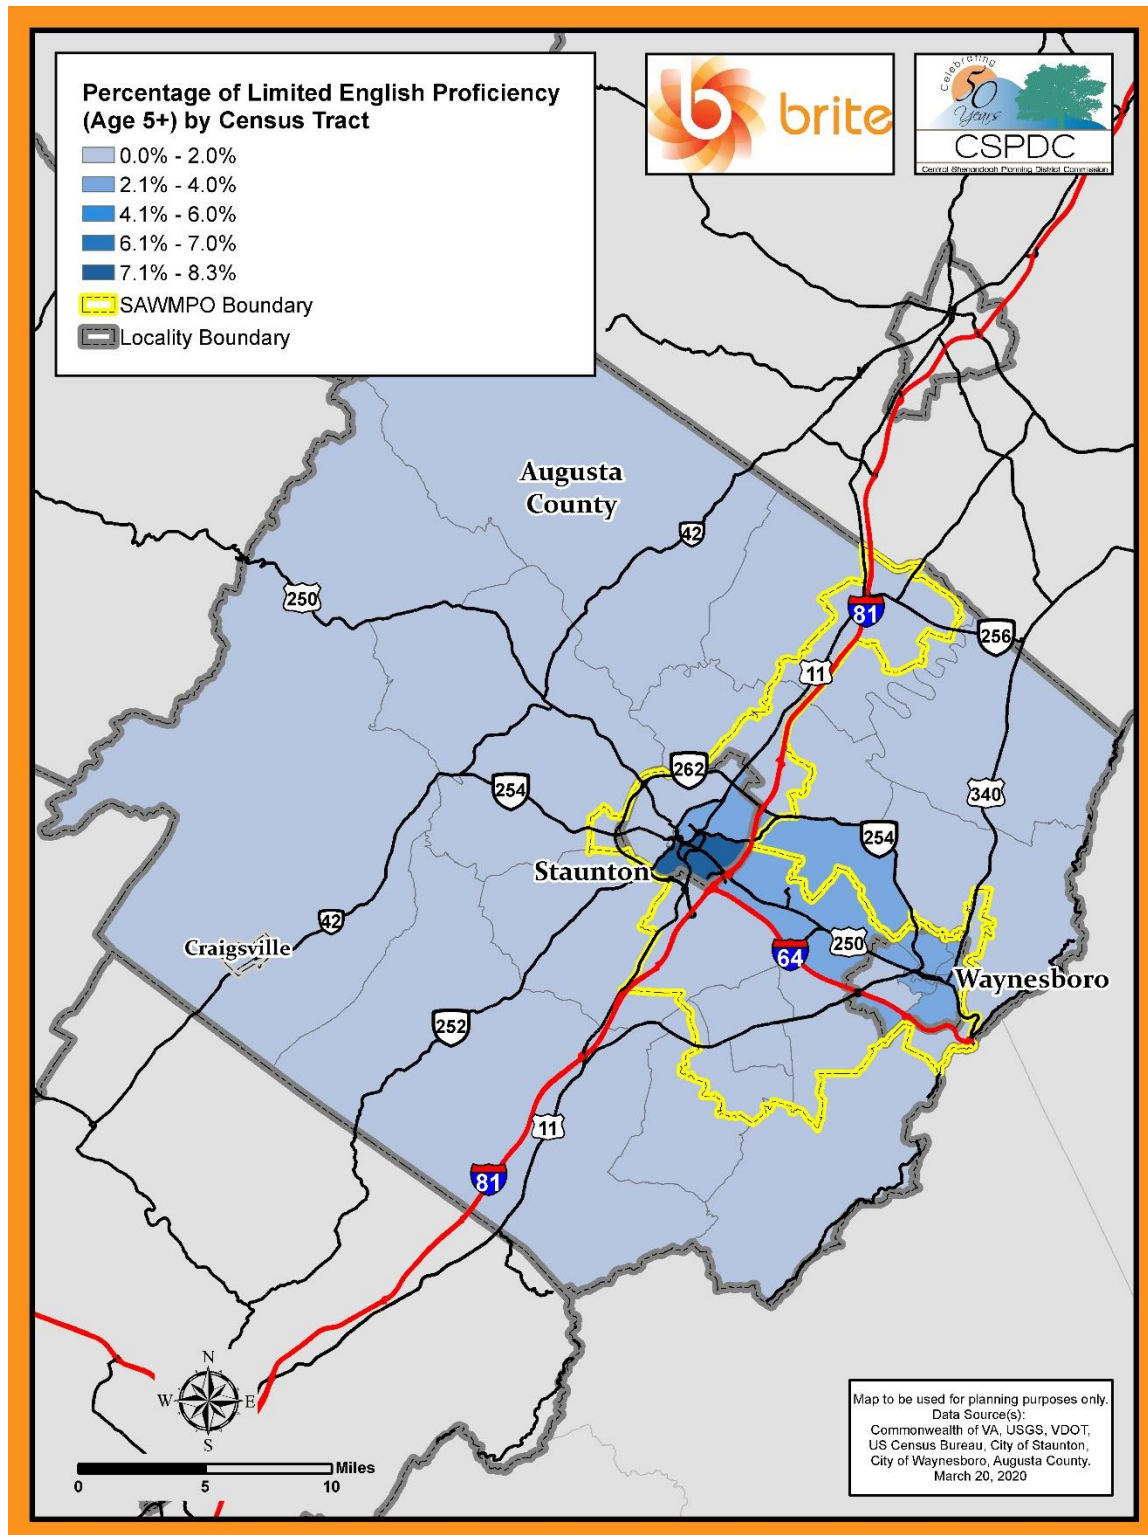 Percentage of Limited English Proficiency
(Age 5+) by Census Tract
0.0% - 2.0%
2.1% - 4.0%
4.1% - 6.0%
6.1% - 7.0%
7.1% - 8.3%
SAWMPO Boundary
Locality Boundary
b brite
Celebrating
50
Years
CSPDC
Central Shenandoah Planning District Commission
Augusta
County
42
250
81
256
11
262
254
340
254
Staunton
42
Craigsville
250
64
Waynesboro
252
11
81
N
W E
S
Miles
0 5 10
Map to be used for planning purposes only.
Data Source(s):
Commonwealth of VA, USGS, VDOT,
US Census Bureau, City of Staunton,
City of Waynesboro, Augusta County.
March 20, 2020